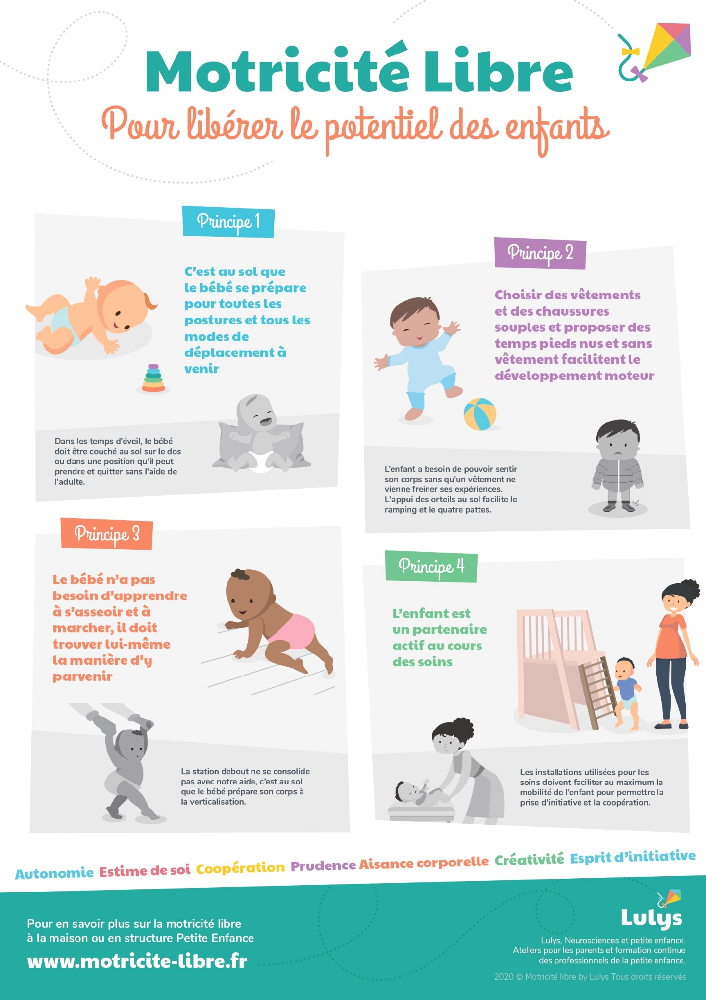 Motricité Libre
Pour libérer le potentiel des enfants
Principe 1
C'est au sol que
le bébé se prépare
pour toutes les
postures et tous les
modes de
déplacement à
venir
Dans les temps d'éveil, le bébé
doit être couché au sol sur le dos
ou dans une position qu'il peut
prendre et quitter sans l'aide de
l'adulte.
Principe 2
Choisir des vêtements
et des chaussures
souples et proposer des
temps pieds nus et sans
vêtement facilitent le
développement moteur
L'enfant a besoin de pouvoir sentir
son corps sans qu'un vêtement ne
vienne freiner ses expériences.
L'appui des orteils au sol facilite le
ramping et le quatre pattes.
Principe 3
Le bébé n'a pas
besoin d'apprendre
à s'asseoir et à
marcher, il doit
trouver lui-même
la manière d'y
parvenir
La station debout ne se consolide
pas avec notre aide, c'est au sol
que le bébé prépare son corps à
la verticalisation.
Principe 4
L'enfant est
un partenaire
actif au cours
des soins
Les installations utilisées pour les
soins doivent faciliter au maximum la
mobilité de l'enfant pour permettre la
prise d'initiative et la coopération.
Autonomie Estime de soi Coopération Prudence Aisance corporelle Créativité Esprit d'initiative
Pour en savoir plus sur la motricité libre
à la maison ou en structure Petite Enfance
www.motricite-libre.fr
Lulys
Lulys, Neurosciences et petite enfance.
Ateliers pour les parents et formation continue
des professionnels de la petite enfance.
2020 © Motricité libre by Lulys Tous droits réservés